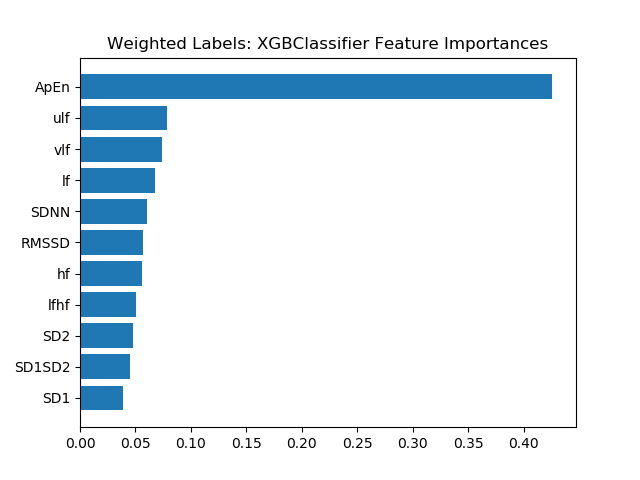 Weighted Labels: XGBClassifier Feature Importances
ApEn
ulf
vlf
lf
SDNN
RMSSD
hf
lfhf
SD2
SD1SD2
SD1
0.00 0.05 0.10 0.15 0.20 0.25 0.30 0.35 0.40